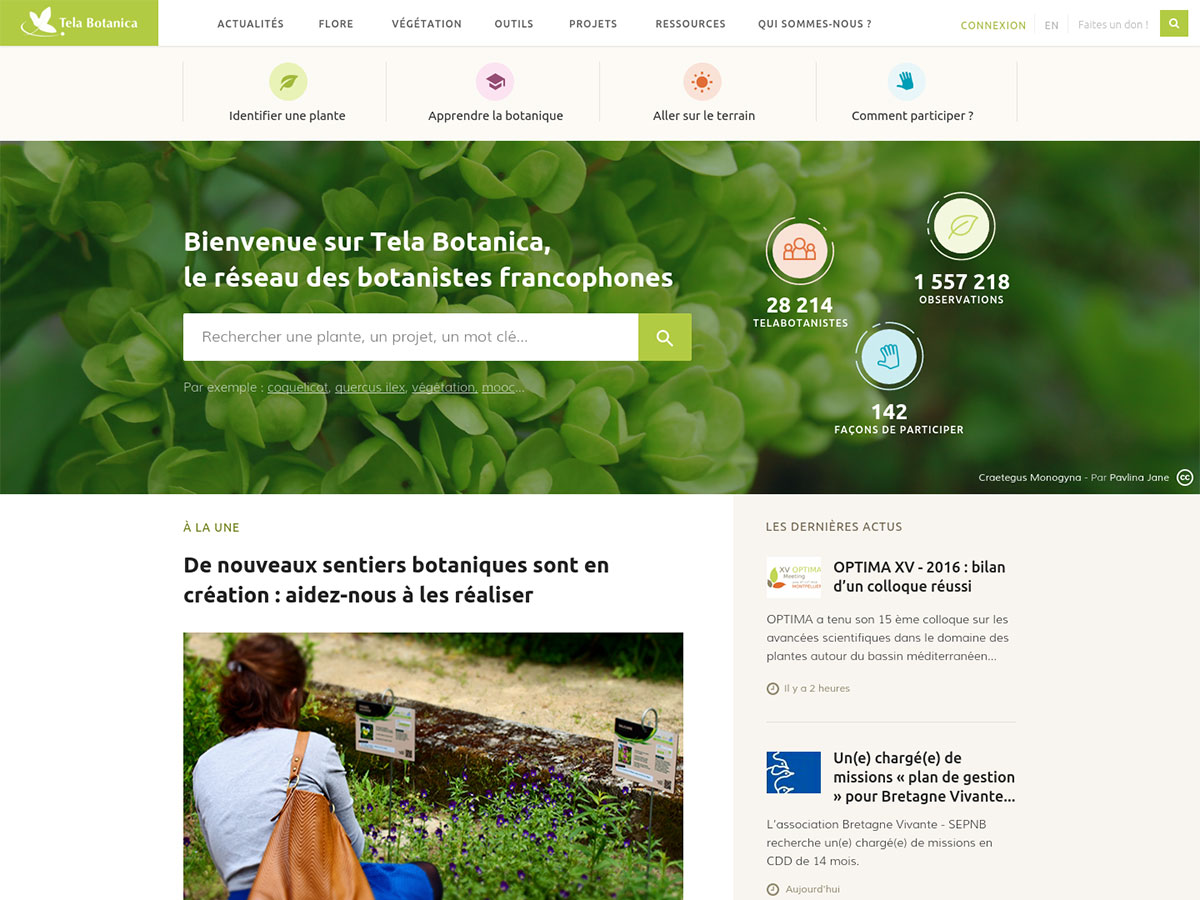 Tela Botanica
ACTUALITÉS
FLORE
VÉGÉTATION
OUTILS
PROJETS
RESSOURCES
QUI SOMMES-NOUS ?
CONNEXION
EN
Faites un don !
Identifier une plante
Apprendre la botanique
Aller sur le terrain
Comment participer ?
Bienvenue sur Tela Botanica,
le réseau des botanistes francophones
Rechercher une plante, un projet, un mot clé...
Par exemple : coquelicot, quercus ilex, végétation, mooc...
28 214
TELABOTANISTES
1 557 218
OBSERVATIONS
142
FAÇONS DE PARTICIPER
Craetegus Monogyna - Par Pavlina Jane
cc
À LA UNE
De nouveaux sentiers botaniques sont en
création : aidez-nous à les réaliser
LES DERNIÈRES ACTUS
XV OPTIMA
Meeting
MONTPELLIER
OPTIMA XV - 2016 : bilan
d'un colloque réussi
OPTIMA a tenu son 15 ème colloque sur les
avancées scientifiques dans le domaine des
plantes autour du bassin méditerranéen...
Il y a 2 heures
Un(e) chargé(e) de
missions « plan de gestion
» pour Bretagne Vivante...
L'association Bretagne Vivante - SEPNB
recherche un(e) chargé(e) de missions en
CDD de 14 mois.
Aujourd'hui